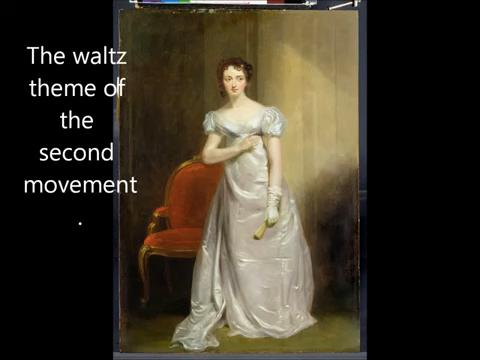 The waltz
theme of
the
second
movement
.